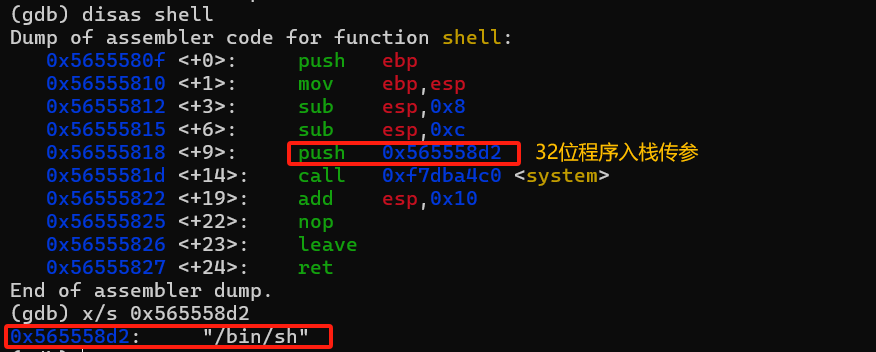 (gdb) disas shell
Dump of assembler code for function shell:
   0x5655580f <+0>:     push   ebp
   0x56555810 <+1>:     mov    ebp,esp
   0x56555812 <+3>:     sub    esp,0x8
   0x56555815 <+6>:     sub    esp,0xc
   0x56555818 <+9>:     push   0x565558d2   32位程序入栈传参
   0x5655581d <+14>:    call   0xf7dba4c0 <system>
   0x56555822 <+19>:    add    esp,0x10
   0x56555825 <+22>:    nop
   0x56555826 <+23>:    leave
   0x56555827 <+24>:    ret
End of assembler dump.
(gdb) x/s 0x565558d2
0x565558d2:     "/bin/sh"